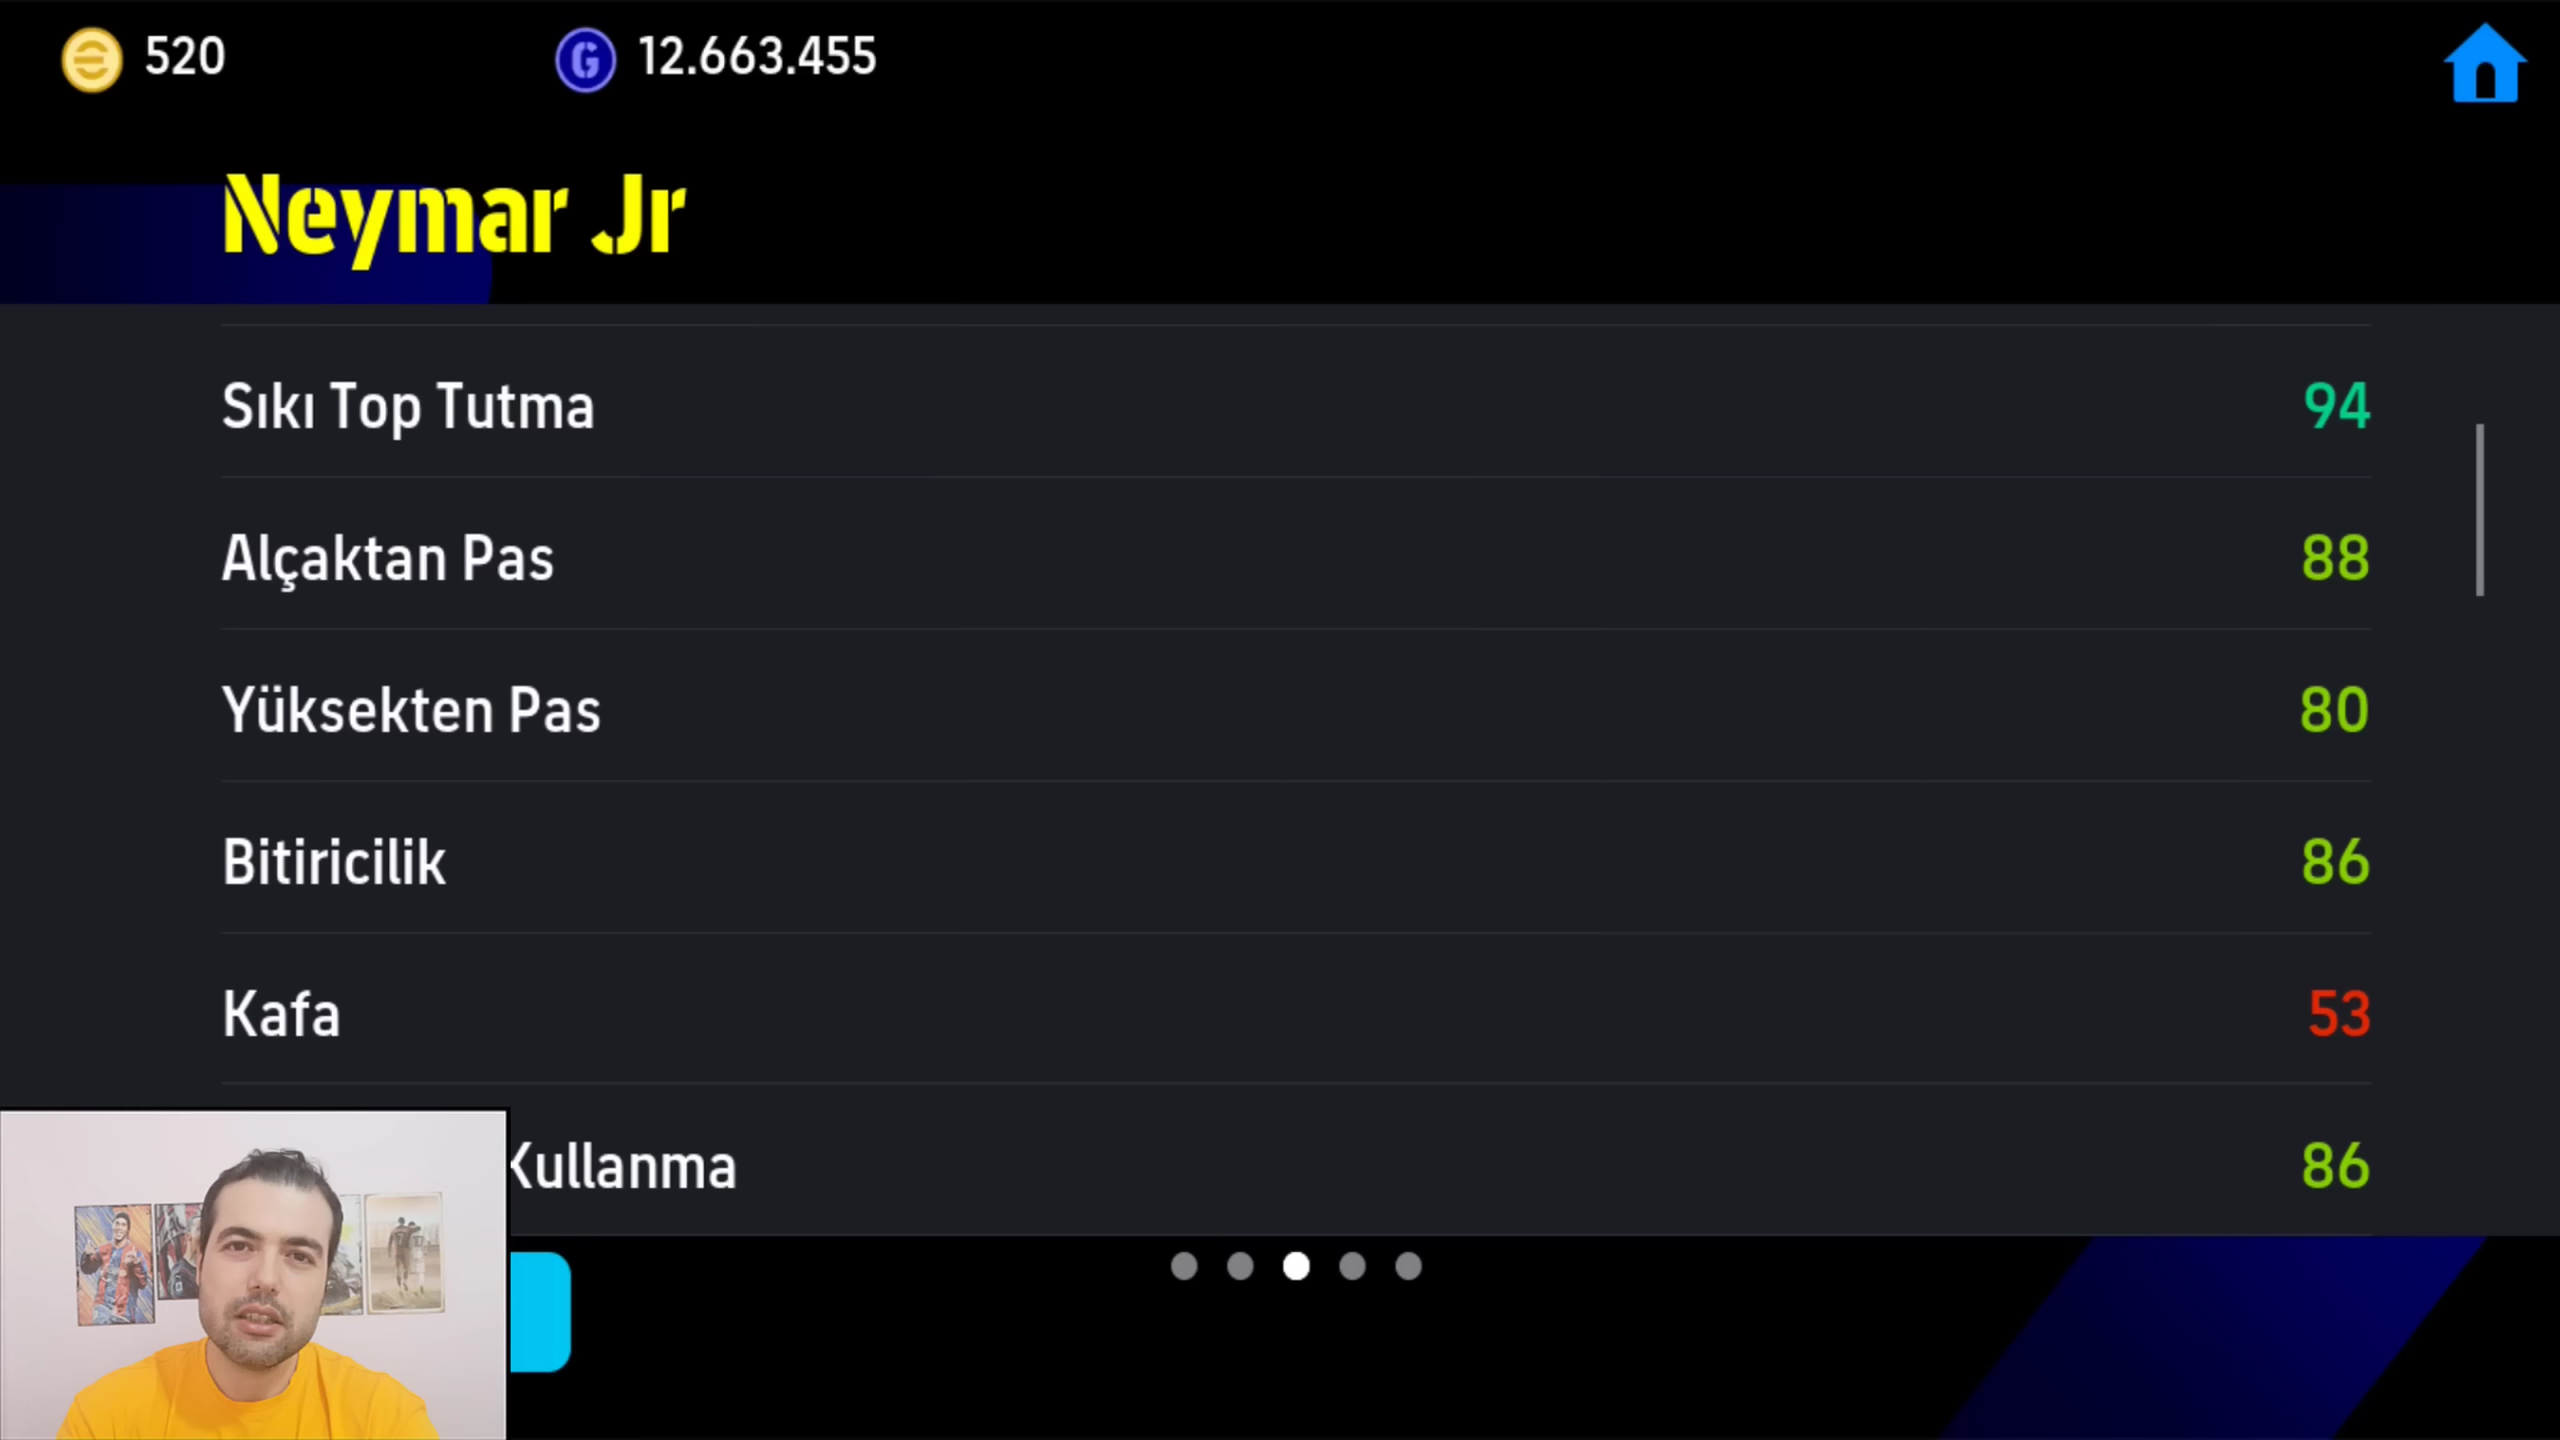 520
12.663.455
Neymar Jr
Sıkı Top Tutma 94
Alçaktan Pas 88
Yüksekten Pas 80
Bitiricilik 86
Kafa 53
Kullanma 86